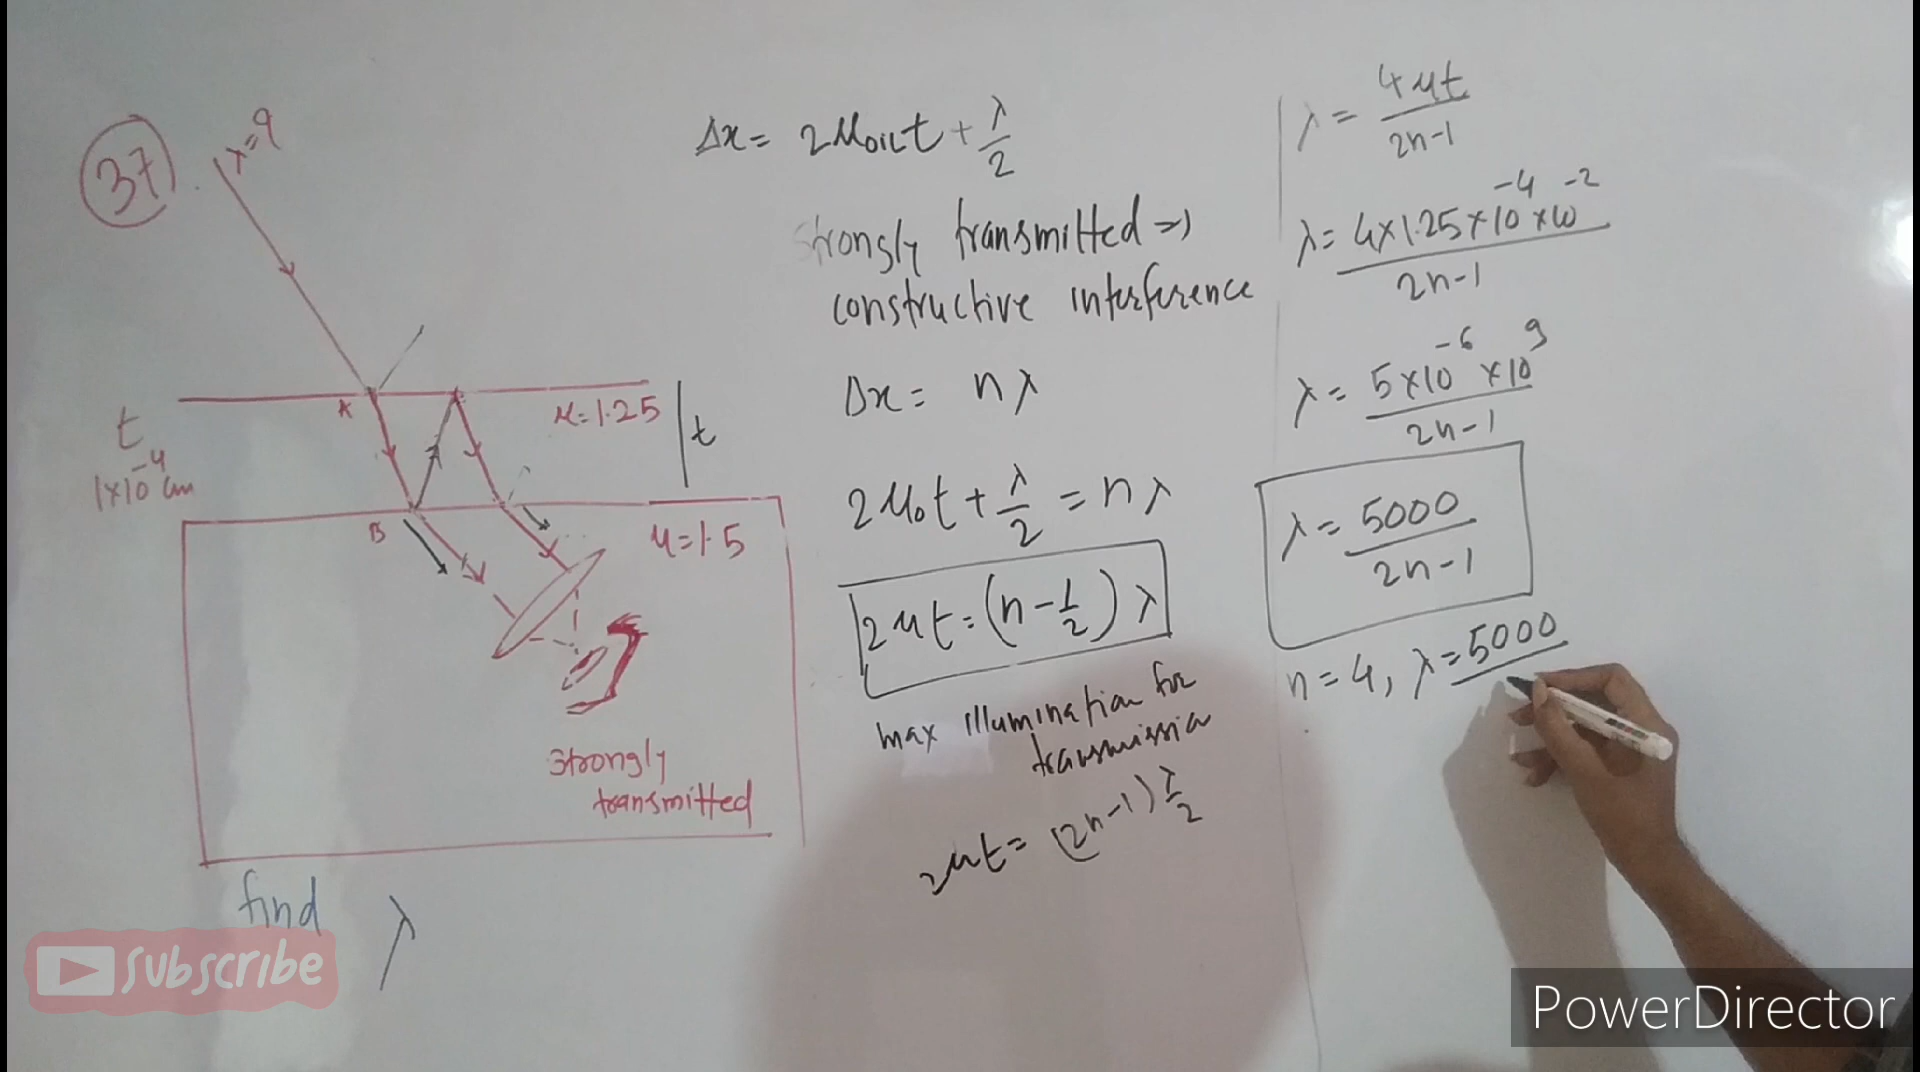 37
λ=?
A
μ=1.25
t
t
1×10⁻⁴ cm
B
μ=1.5
Strongly
transmitted
find λ
Δx = 2μoilt + λ/2
Strongly transmitted ⇒
constructive interference
Δx = nλ
2μot + λ/2 = nλ
2μt = (n - 1/2) λ
max illumination for
transmission
2μt = (2n-1) λ/2
λ = 4μt/2n-1
λ = 4×1.25×10⁻⁴×10⁻²/2n-1
λ = 5×10⁻⁶×10⁹/2n-1
λ = 5000/2n-1
n = 4, λ = 5000
Subscribe
PowerDirector